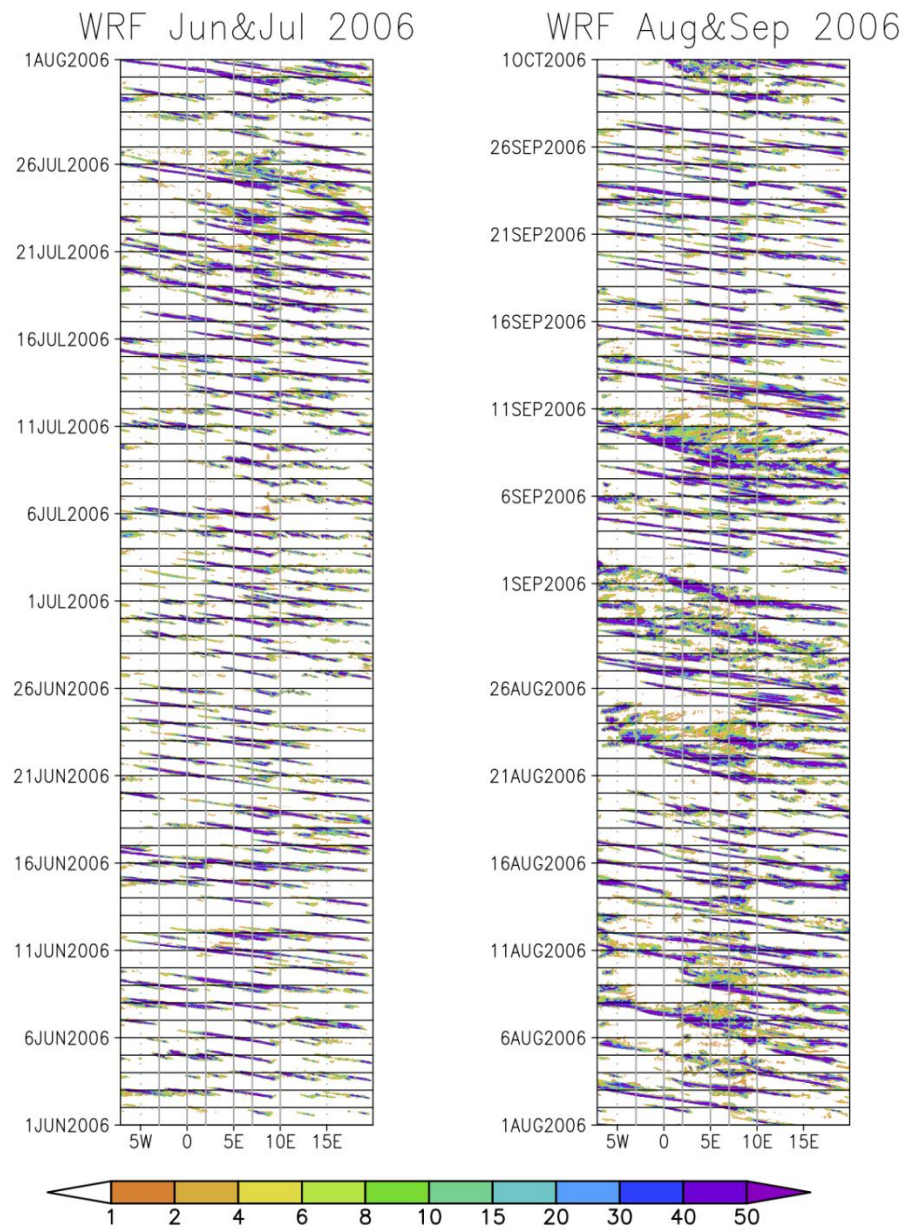 WRF Jun&Jul 2006
1AUG2006
26JUL2006
21JUL2006
16JUL2006
11JUL2006
6JUL2006
1JUL2006
26JUN2006
21JUN2006
16JUN2006
11JUN2006
6JUN2006
1JUN2006
5W 0 5E 10E 15E
WRF Aug&Sep 2006
1OCT2006
26SEP2006
21SEP2006
16SEP2006
11SEP2006
6SEP2006
1SEP2006
26AUG2006
21AUG2006
16AUG2006
11AUG2006
6AUG2006
1AUG2006
5W 0 5E 10E 15E
1 2 4 6 8 10 15 20 30 40 50